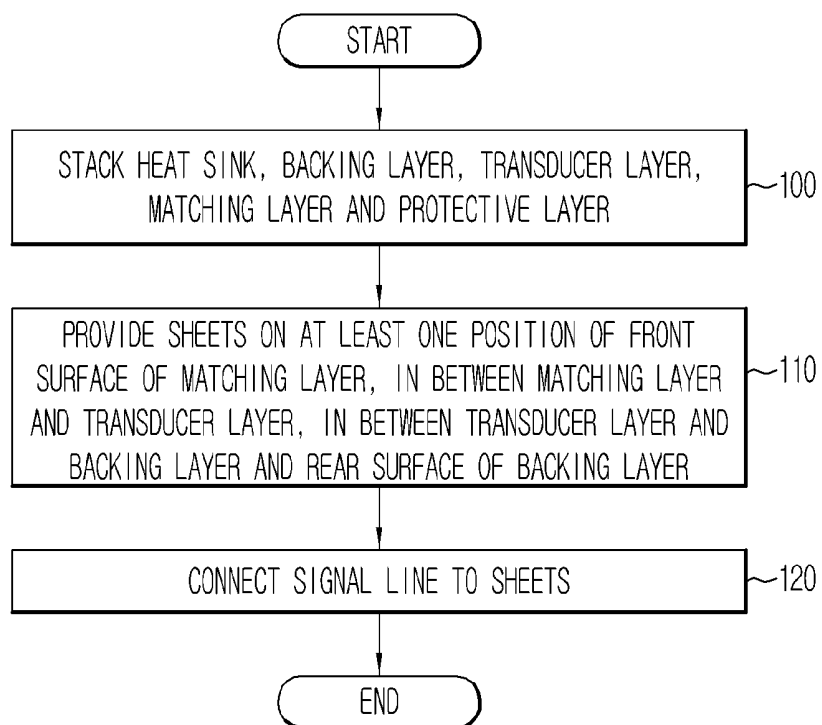 START
STACK HEAT SINK, BACKING LAYER, TRANSDUCER LAYER,
MATCHING LAYER AND PROTECTIVE LAYER
100
PROVIDE SHEETS ON AT LEAST ONE POSITION OF FRONT
SURFACE OF MATCHING LAYER, IN BETWEEN MATCHING LAYER
AND TRANSDUCER LAYER, IN BETWEEN TRANSDUCER LAYER AND
BACKING LAYER AND REAR SURFACE OF BACKING LAYER
110
CONNECT SIGNAL LINE TO SHEETS
120
END